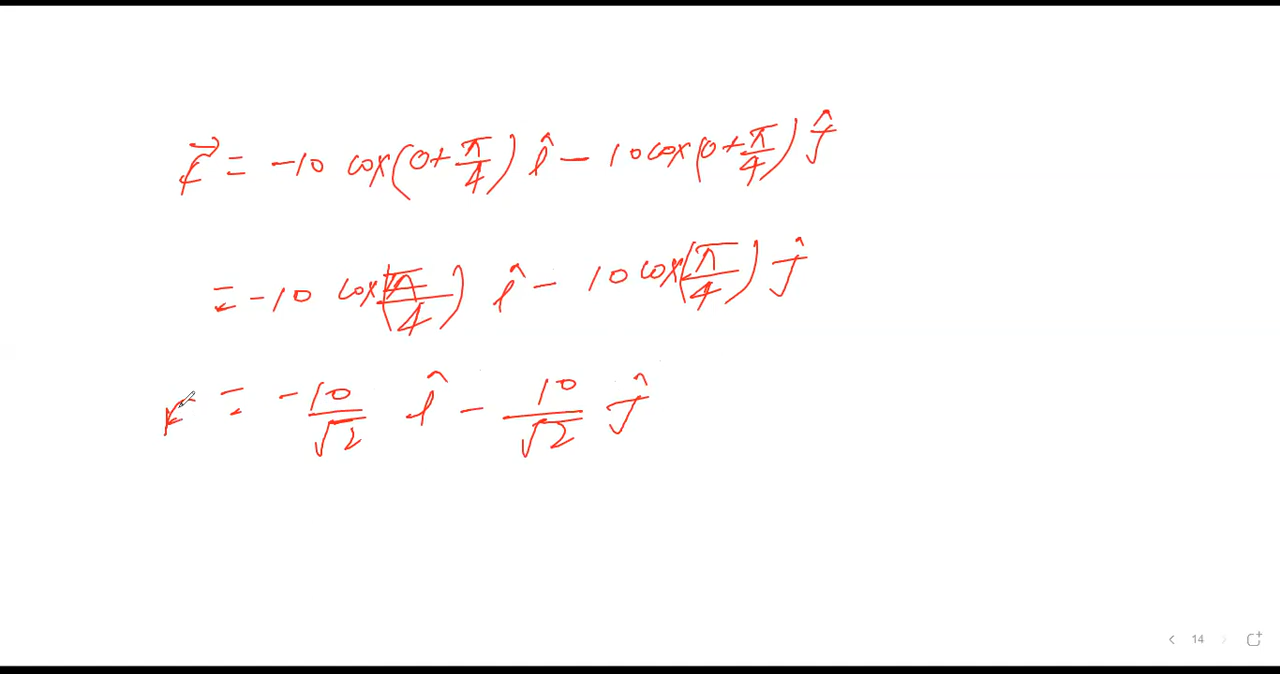 r⃗ = -10 cos(0+π/4) î - 10 cos(0+π/4) ĵ
= -10 cos(π/4) î - 10 cos(π/4) ĵ
= -10/√2 î - 10/√2 ĵ
14